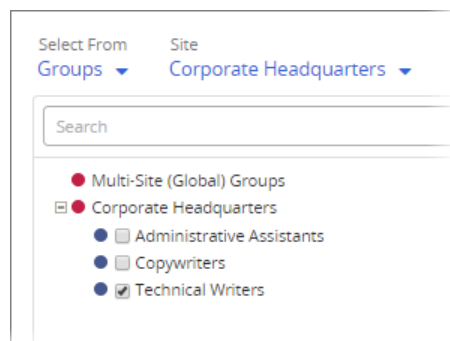 Select From Site
Groups Corporate Headquarters
Search
Multi-Site (Global) Groups
Corporate Headquarters
Administrative Assistants
Copywriters
Technical Writers